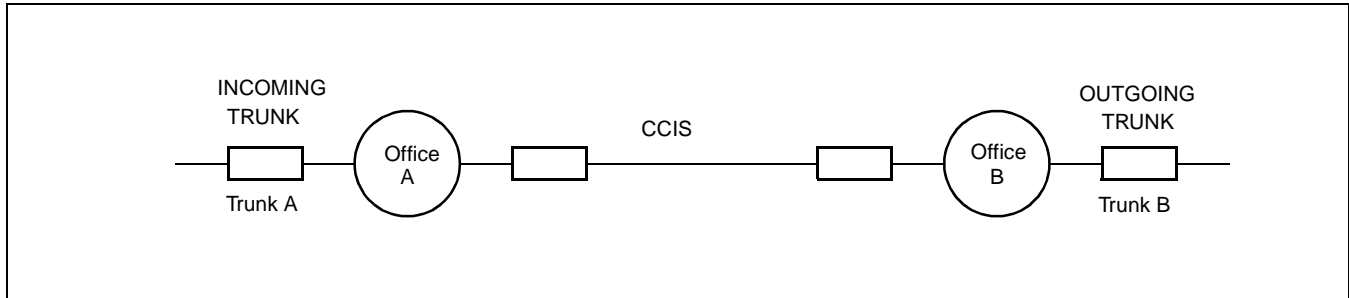 INCOMING
TRUNK
Office
A
Trunk A
CCIS
Office
B
OUTGOING
TRUNK
Trunk B